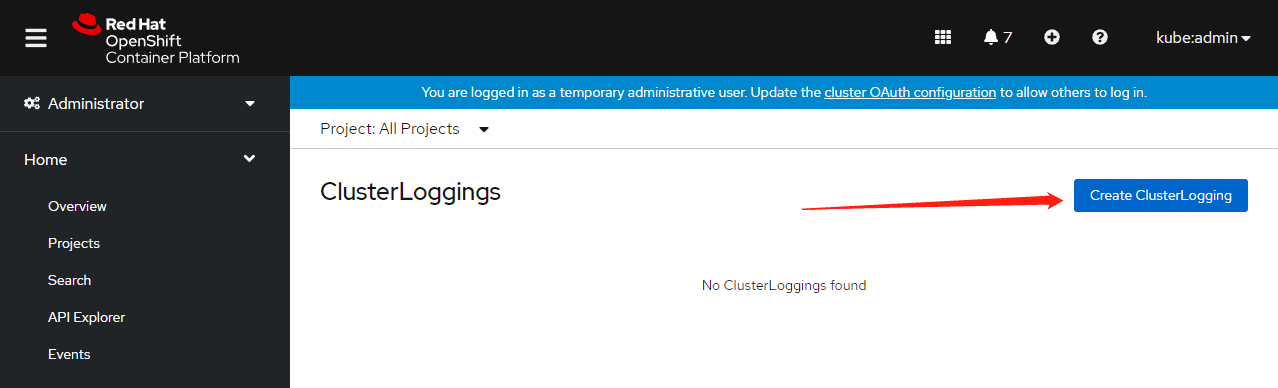 Red Hat
OpenShift
Container Platform
7
kube:admin
Administrator
You are logged in as a temporary administrative user. Update the cluster OAuth configuration to allow others to log in.
Project: All Projects
Home
ClusterLoggings
Create ClusterLogging
Overview
Projects
Search
No ClusterLoggings found
API Explorer
Events